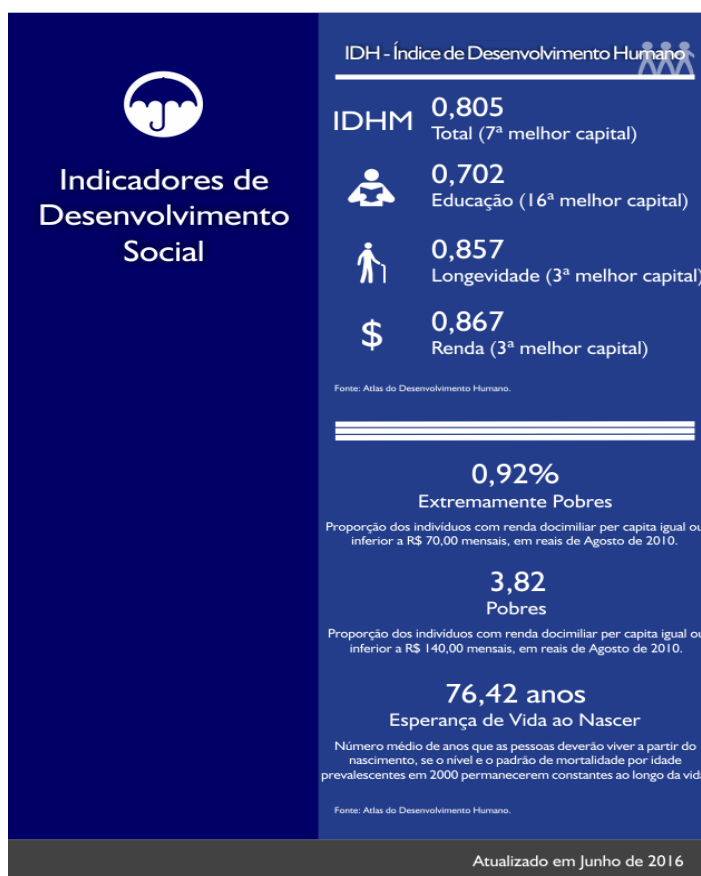 Indicadores de
Desenvolvimento
Social
IDH - Índice de Desenvolvimento Humano
IDHM
0,805
Total (7ª melhor capital)
0,702
Educação (16ª melhor capital)
0,857
Longevidade (3ª melhor capital)
$
0,867
Renda (3ª melhor capital)
Fonte: Atlas do Desenvolvimento Humano.
0,92%
Extremamente Pobres
Proporção dos indivíduos com renda docimiliar per capita igual ou
inferior a R$ 70,00 mensais, em reais de Agosto de 2010.
3,82
Pobres
Proporção dos indivíduos com renda docimiliar per capita igual ou
inferior a R$ 140,00 mensais, em reais de Agosto de 2010.
76,42 anos
Esperança de Vida ao Nascer
Número médio de anos que as pessoas deverão viver a partir do
nascimento, se o nível e o padrão de mortalidade por idade
prevalescentes em 2000 permanecerem constantes ao longo da vida
Fonte: Atlas do Desenvolvimento Humano.
Atualizado em Junho de 2016